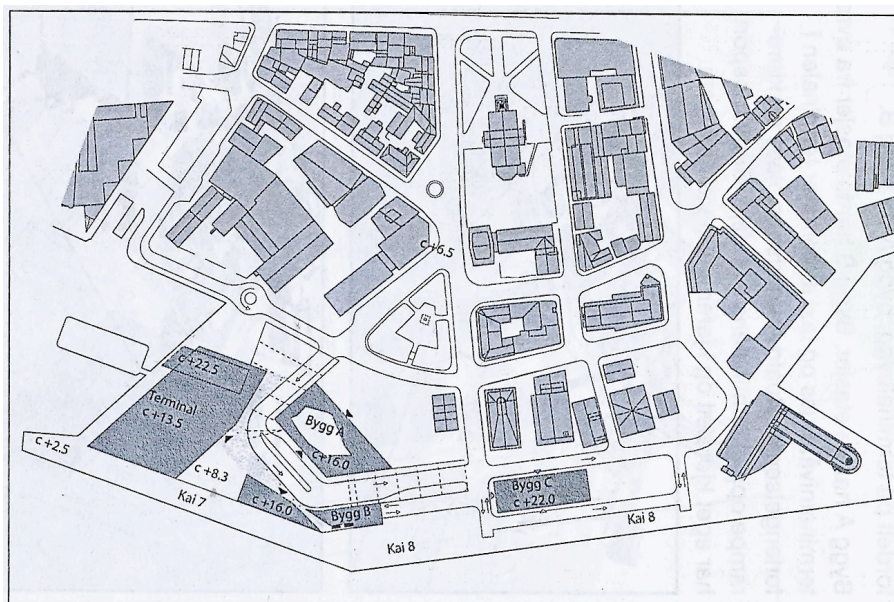 c +6.5
c +22.5
Terminal
c +13.5
Bygg A
c +16.0
c +2.5
c +8.3
Kai 7
c +16.0
Bygg B
Bygg C
c +22.0
Kai 8
Kai 8